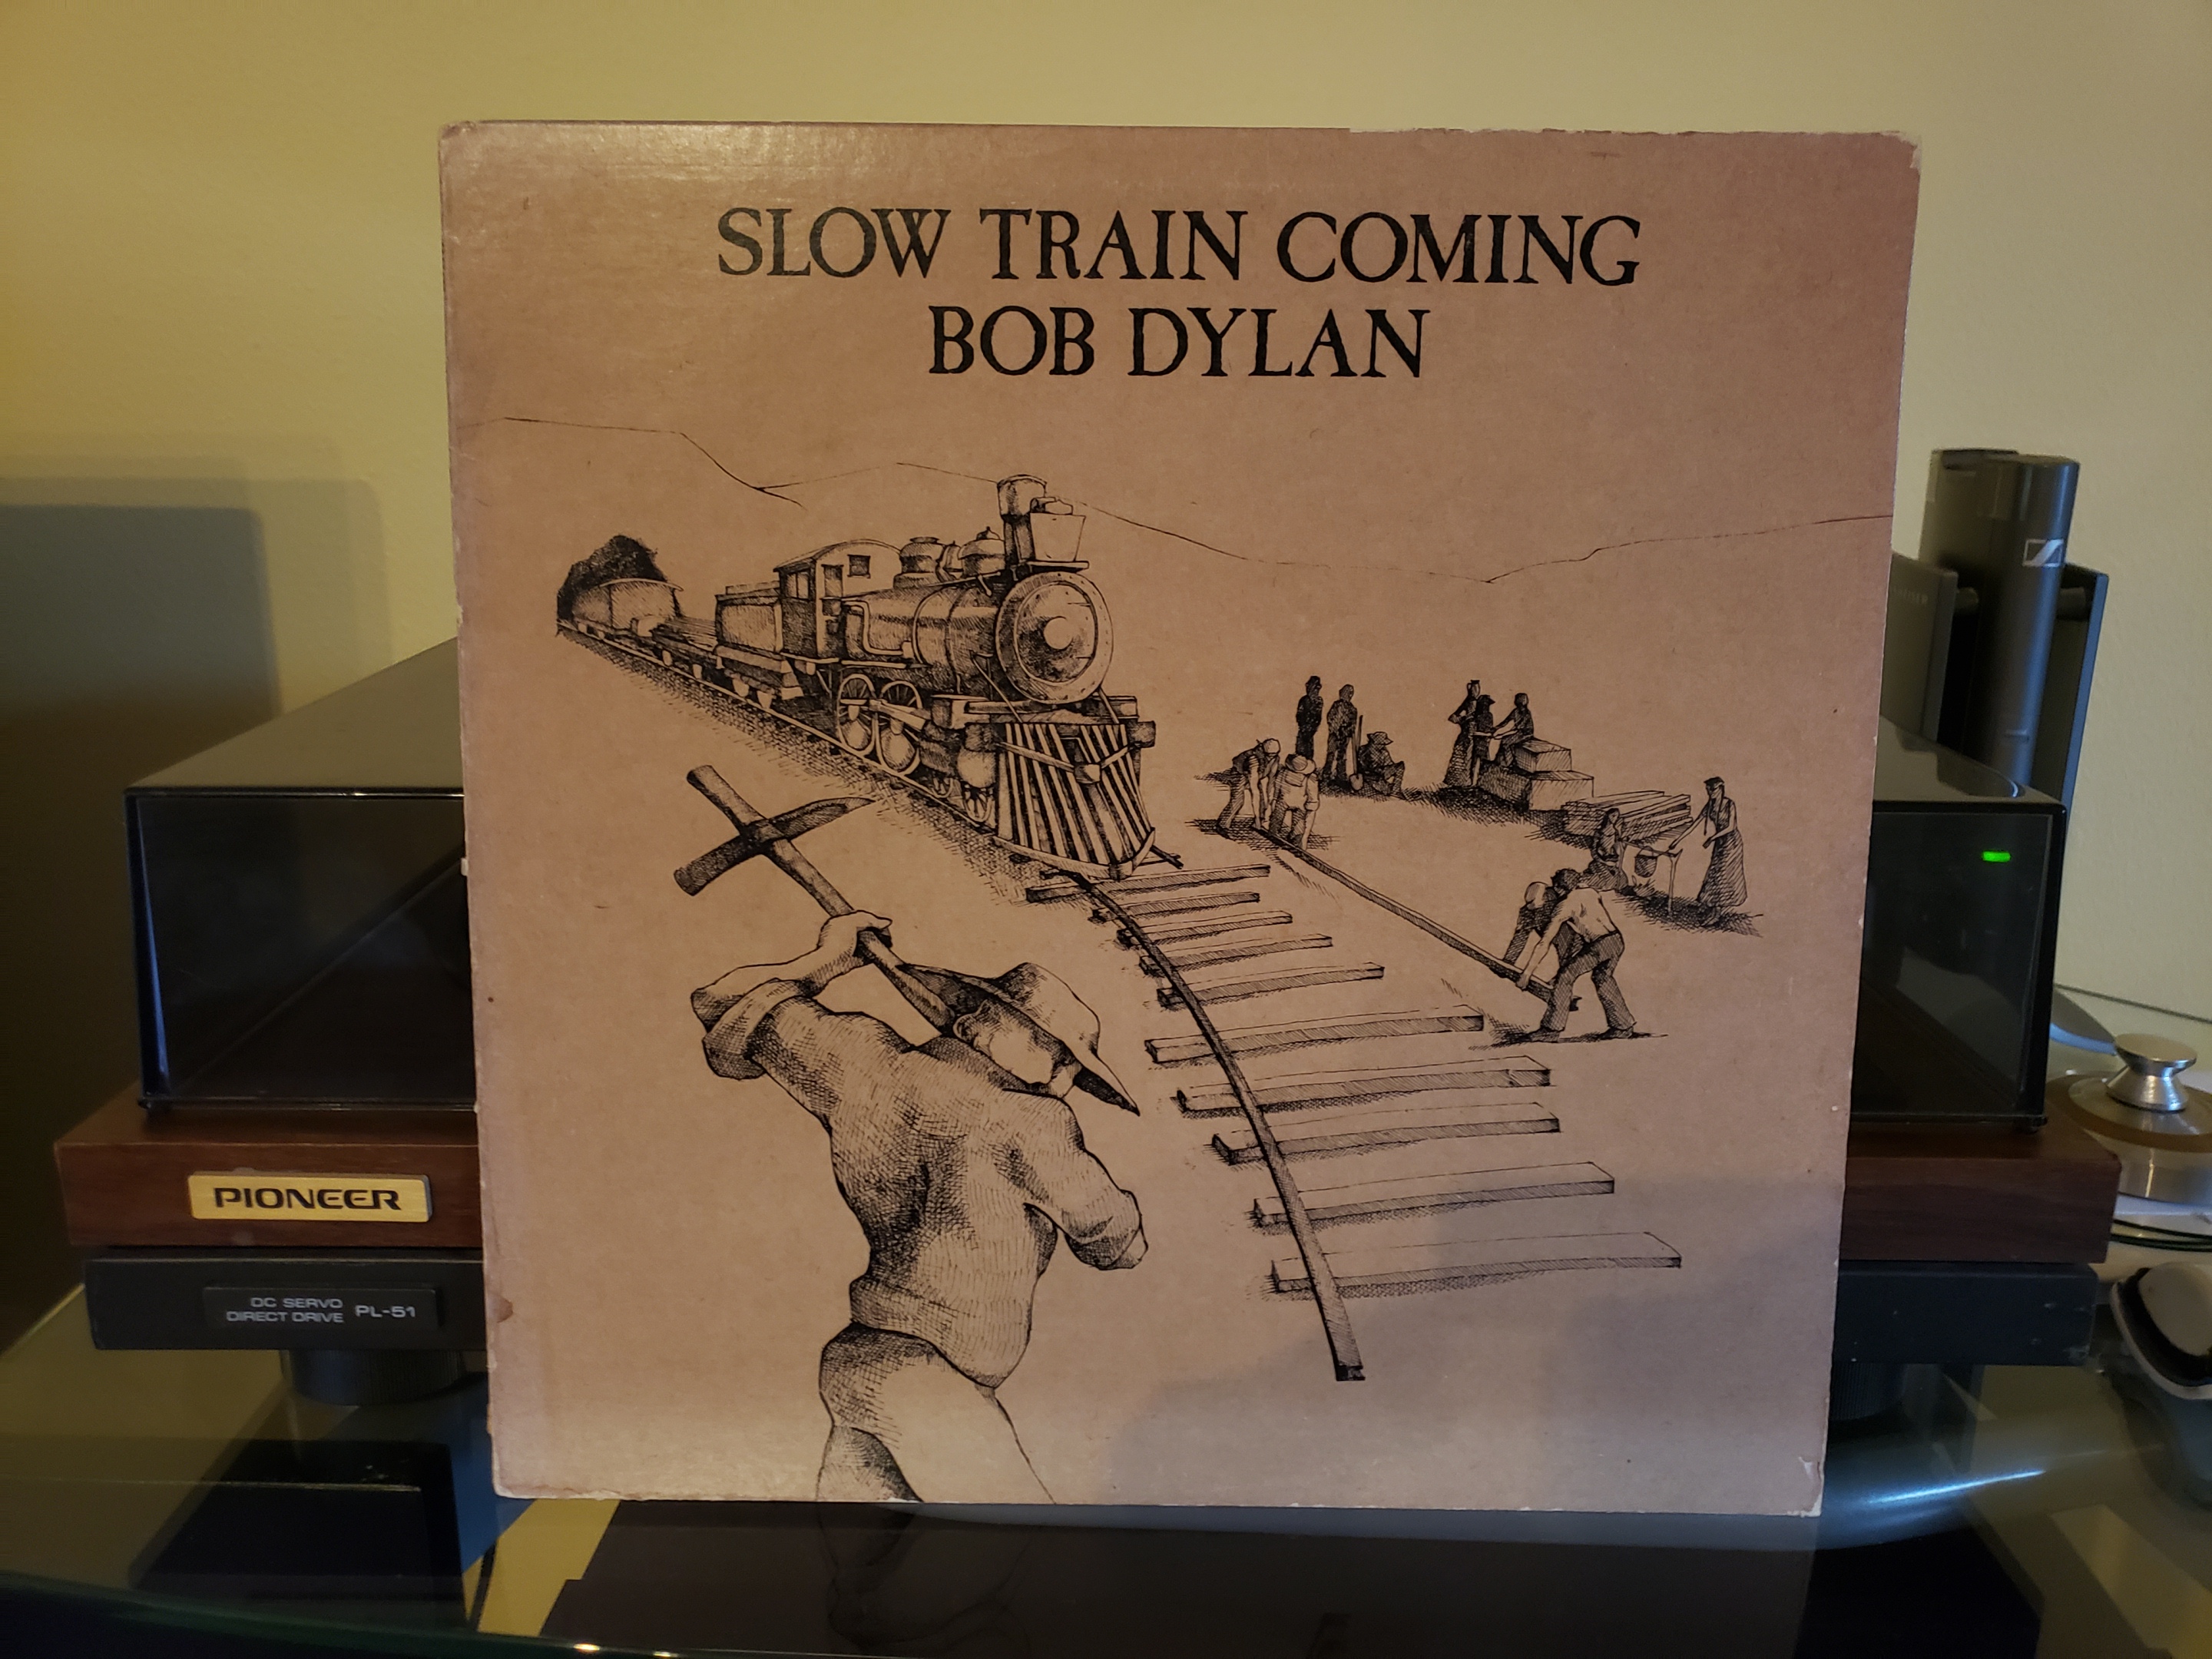 SLOW TRAIN COMING
BOB DYLAN
PIONEER
DC SERVO
DIRECT DRIVE PL-51